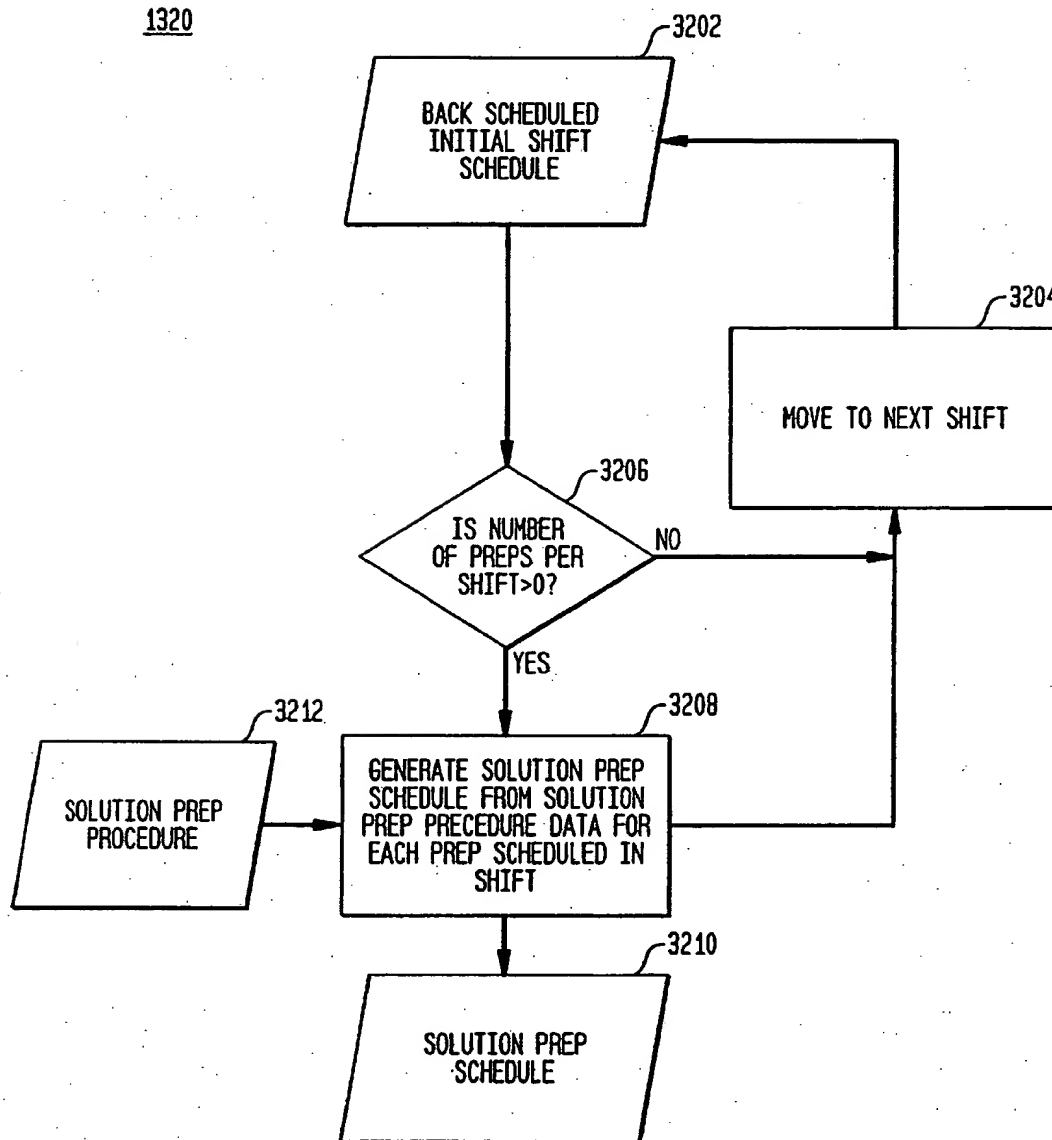 1320
3202
BACK SCHEDULED
INITIAL SHIFT
SCHEDULE
3204
MOVE TO NEXT SHIFT
3206
IS NUMBER
OF PREPS PER
SHIFT>0?
NO
YES
3212
SOLUTION PREP
PROCEDURE
3208
GENERATE SOLUTION PREP
SCHEDULE FROM SOLUTION
PREP PRECEDURE DATA FOR
EACH PREP SCHEDULED IN
SHIFT
3210
SOLUTION PREP
SCHEDULE